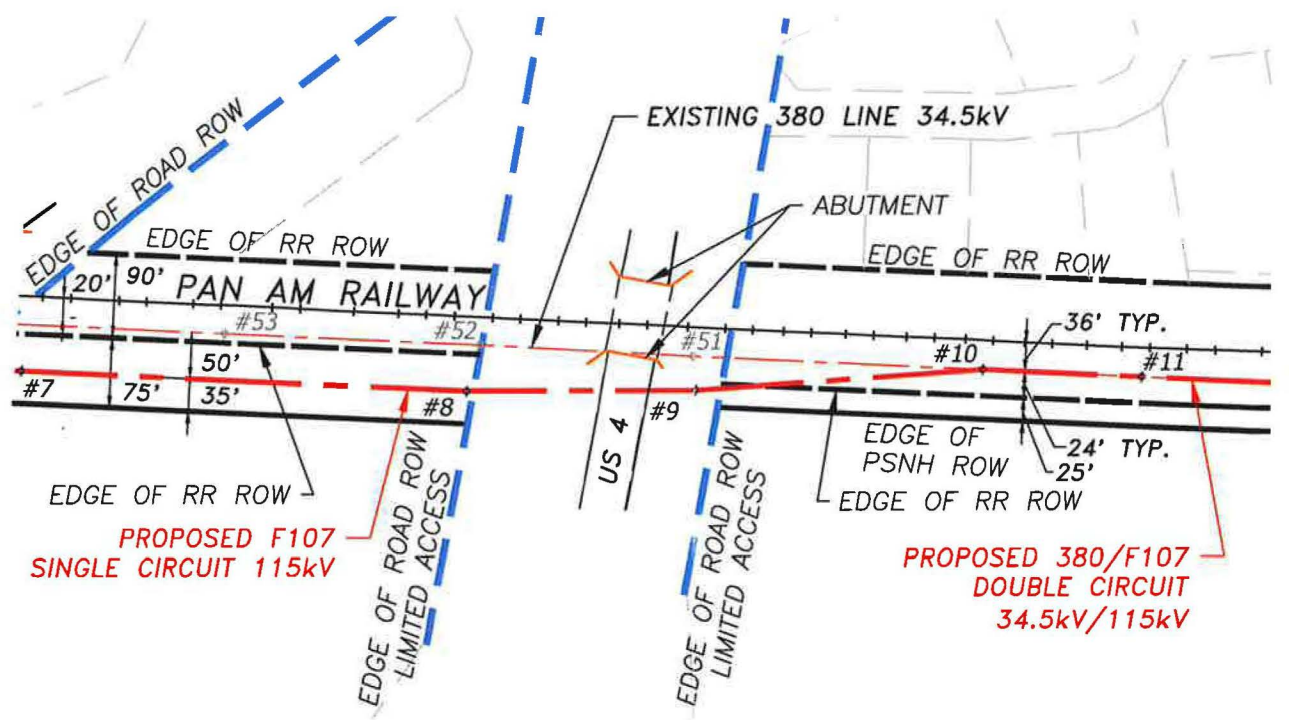 EXISTING 380 LINE 34.5kV
EDGE OF ROAD ROW
ABUTMENT
EDGE OF RR ROW
EDGE OF RR ROW
20'
90'
PAN AM RAILWAY
#53
#52
#51
36' TYP.
#10
#11
50'
#7
75'
35'
#8
#9
US 4
EDGE OF
PSNH ROW
24' TYP.
25'
EDGE OF RR ROW
EDGE OF RR ROW
PROPOSED F107
SINGLE CIRCUIT 115kV
EDGE OF ROAD ROW
LIMITED ACCESS
EDGE OF ROAD ROW
LIMITED ACCESS
PROPOSED 380/F107
DOUBLE CIRCUIT
34.5kV/115kV